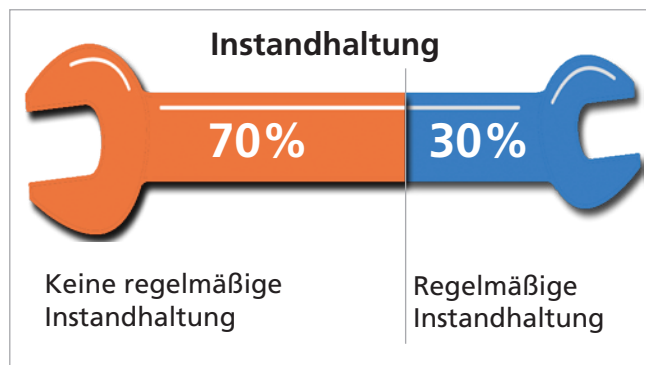 Instandhaltung
70%
30%
Keine regelmäßige
Instandhaltung
Regelmäßige
Instandhaltung